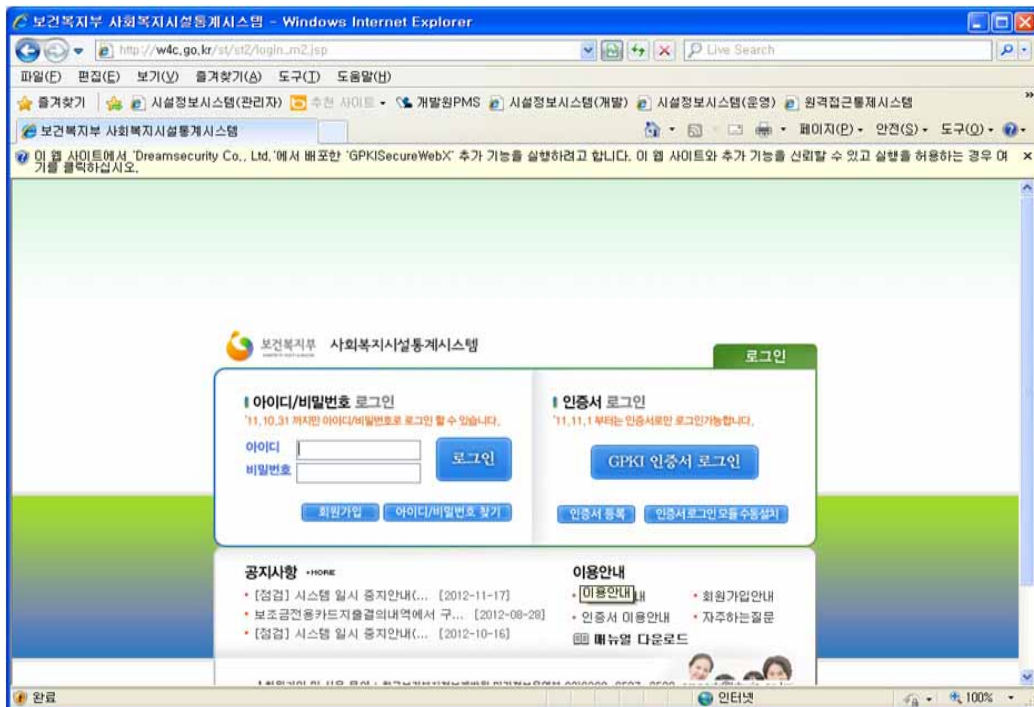 보건복지부 사회복지시설통계시스템 - Windows Internet Explorer
http://w4c.go.kr/st/st2/login_m2.jsp
Live Search
파일(F) 편집(E) 보기(V) 즐겨찾기(A) 도구(T) 도움말(H)
즐겨찾기 시설정보시스템(관리자) 추천 사이트 개발원PMS 시설정보시스템(개발) 시설정보시스템(운영) 원격접근통제시스템
보건복지부 사회복지시설통계시스템 페이지(P) 안전(S) 도구(O)
이 웹 사이트에서 'Dreamsecurity Co., Ltd.'에서 배포한 'GPKISecureWebX' 추가 기능을 실행하려고 합니다. 이 웹 사이트와 추가 기능을 신뢰할 수 있고 실행을 허용하는 경우 여
기를 클릭하십시오.
보건복지부 사회복지시설통계시스템
로그인
아이디/비밀번호 로그인
'11.10.31 까지만 아이디/비밀번호로 로그인 할 수 있습니다.
아이디
비밀번호
로그인
회원가입 아이디/비밀번호 찾기
인증서 로그인
'11.11.1 부터는 인증서로만 로그인가능합니다.
GPKI 인증서 로그인
인증서 등록 인증서로그인 모듈 수동설치
공지사항 +MORE
• [점검] 시스템 일시 중지안내(... [2012-11-17]
• 보조금전용카드지출결의내역에서 구... [2012-08-28]
• [점검] 시스템 일시 중지안내(... [2012-10-16]
이용안내
• 이용안내 내 • 회원가입안내
• 인증서 이용안내 • 자주하는질문
매뉴얼 다운로드
완료 인터넷 100%